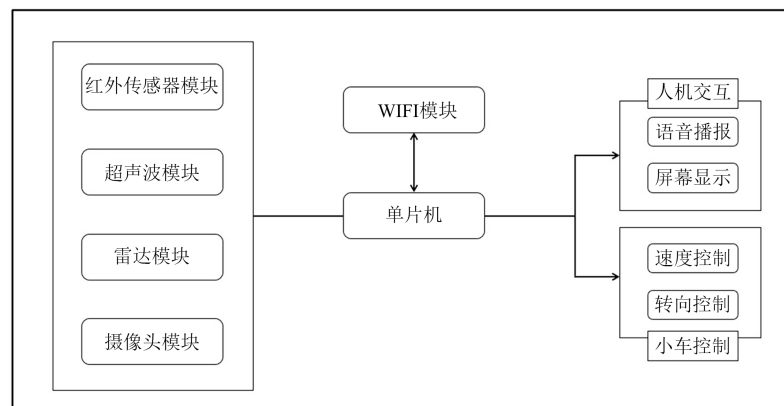 红外传感器模块
超声波模块
雷达模块
摄像头模块
WIFI模块
单片机
人机交互
语音播报
屏幕显示
速度控制
转向控制
小车控制